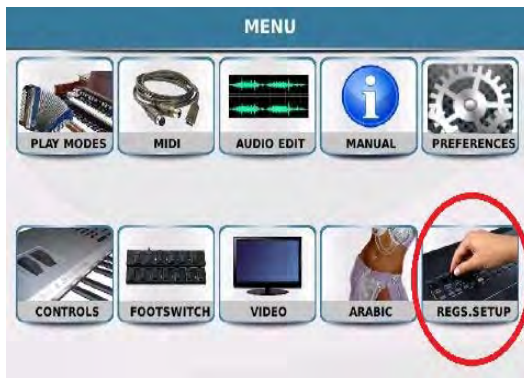 MENU
PLAY MODES
MIDI
AUDIO EDIT
MANUAL
PREFERENCES
CONTROLS
FOOTSWITCH
VIDEO
ARABIC
REGS.SETUP